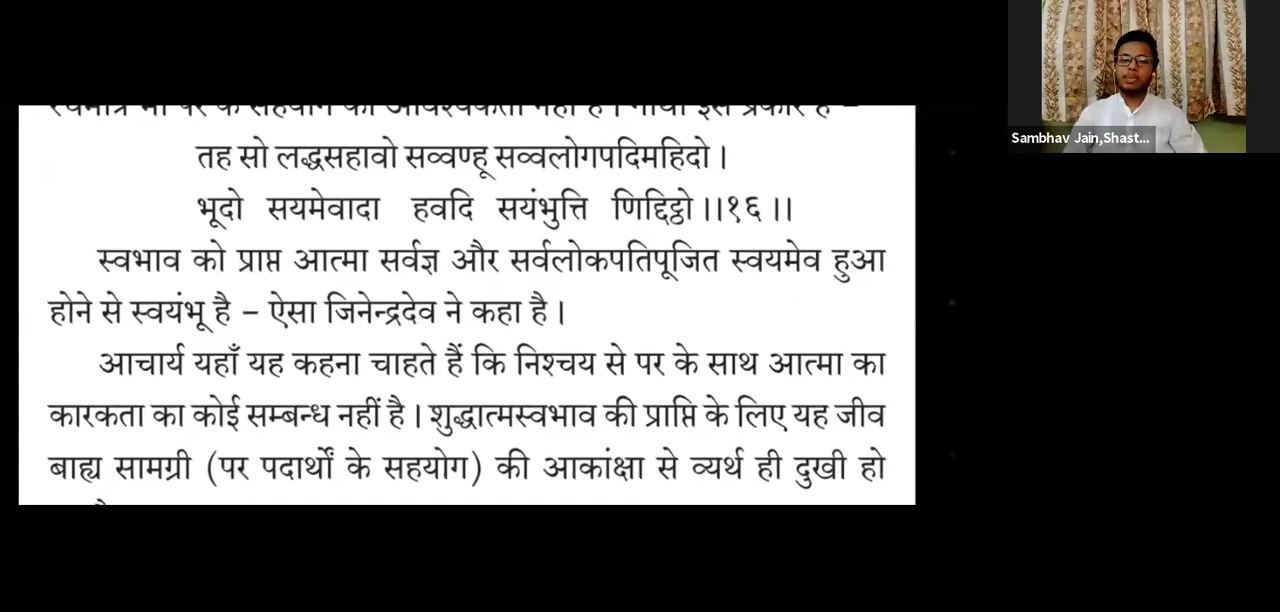 तह सो लद्धसहावो सव्वण्हू सव्वलोगपदिमहिदो ।
भूदो सयमेवादा हवदि सयंभुत्ति णिद्दिट्ठो ।।१६ ।।
स्वभाव को प्राप्त आत्मा सर्वज्ञ और सर्वलोकपतिपूजित स्वयमेव हुआ
होने से स्वयंभू है – ऐसा जिनेन्द्रदेव ने कहा है ।
आचार्य यहाँ यह कहना चाहते हैं कि निश्चय से पर के साथ आत्मा का
कारकता का कोई सम्बन्ध नहीं है । शुद्धात्मस्वभाव की प्राप्ति के लिए यह जीव
बाह्य सामग्री (पर पदार्थों के सहयोग) की आकांक्षा से व्यर्थ ही दुखी हो
Sambhav Jain,Shast...